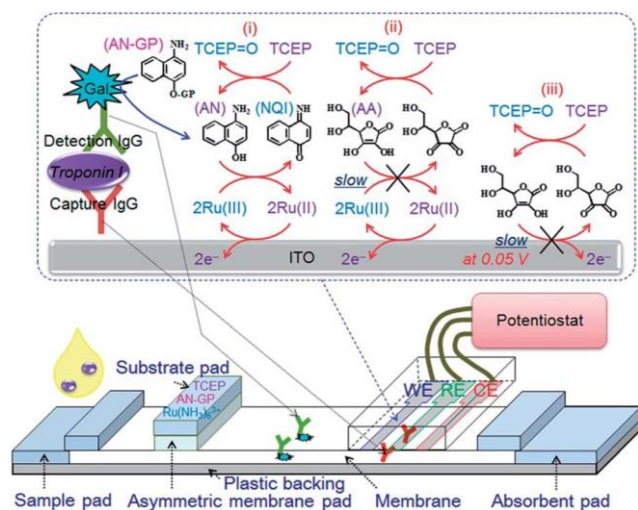 (i)
(ii)
(iii)
(AN-GP)
NH₂
O-GP
TCEP=O
TCEP
TCEP=O
TCEP
TCEP=O
TCEP
Gal
(AN)
NH₂
OH
(NQI)
NH
O
(AA)
HO
HO
O
O
HO
OH
HO
HO
O
O
O
O
HO
HO
O
O
HO
OH
HO
HO
O
O
O
O
Detection IgG
Troponin I
Capture IgG
slow
2Ru(III)
2Ru(II)
2Ru(III)
2Ru(II)
slow
at 0.05 V
2e⁻
ITO
2e⁻
2e⁻
Potentiostat
Substrate pad
TCEP
AN-GP
Ru(NH₃)₆³⁺
WE
RE
CE
Plastic backing
Sample pad
Asymmetric membrane pad
Membrane
Absorbent pad